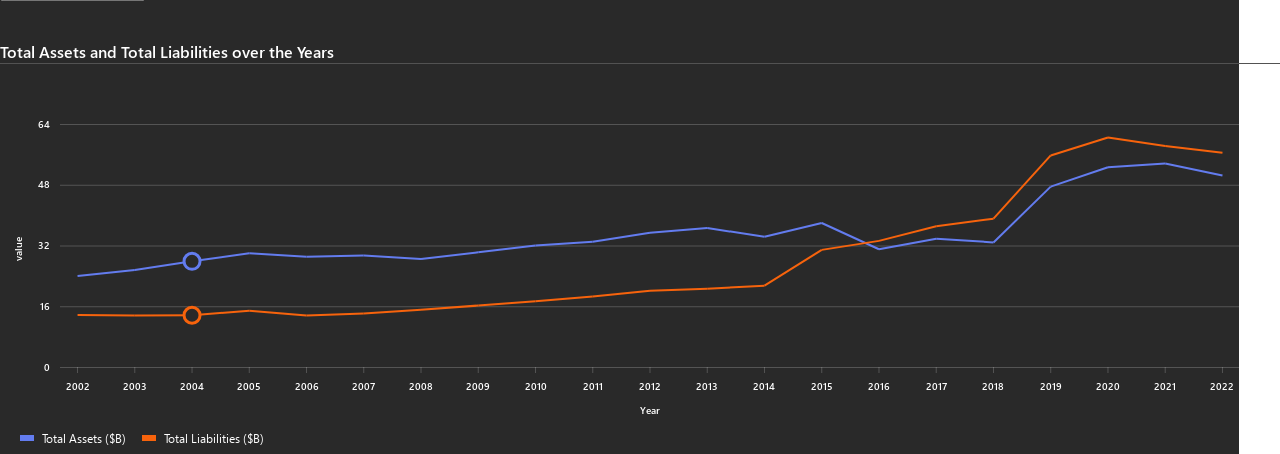 Total Assets and Total Liabilities over the Years
64
48
32
16
0
value
2002 2003 2004 2005 2006 2007 2008 2009 2010 2011 2012 2013 2014 2015 2016 2017 2018 2019 2020 2021 2022
Year
Total Assets ($B) Total Liabilities ($B)